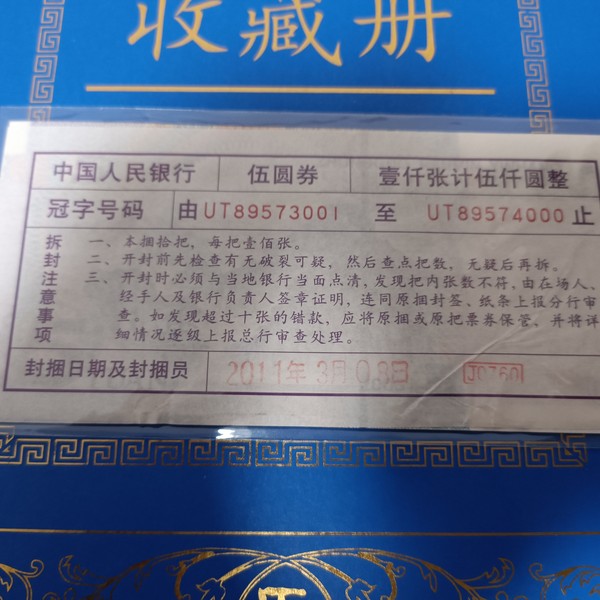 收藏册
中国人民银行 伍圆券 壹仟张计伍仟圆整
冠字号码 由UT89573001 至 UT89574000止
拆封注意事项
一、本捆拾把,每把壹佰张。
二、开封前先检查有无破裂可疑,然后查点把数,无疑后再拆。
三、开封时必须与当地银行当面点清,发现把内张数不符,由在场人、
经手人及银行负责人签章证明,连同原捆封签、纸条上报分行审
查。如发现超过十张的错款,应将原捆或原把票券保管、并将详
细情况逐级上报总行审查处理。
封捆日期及封捆员 2011年3月03日